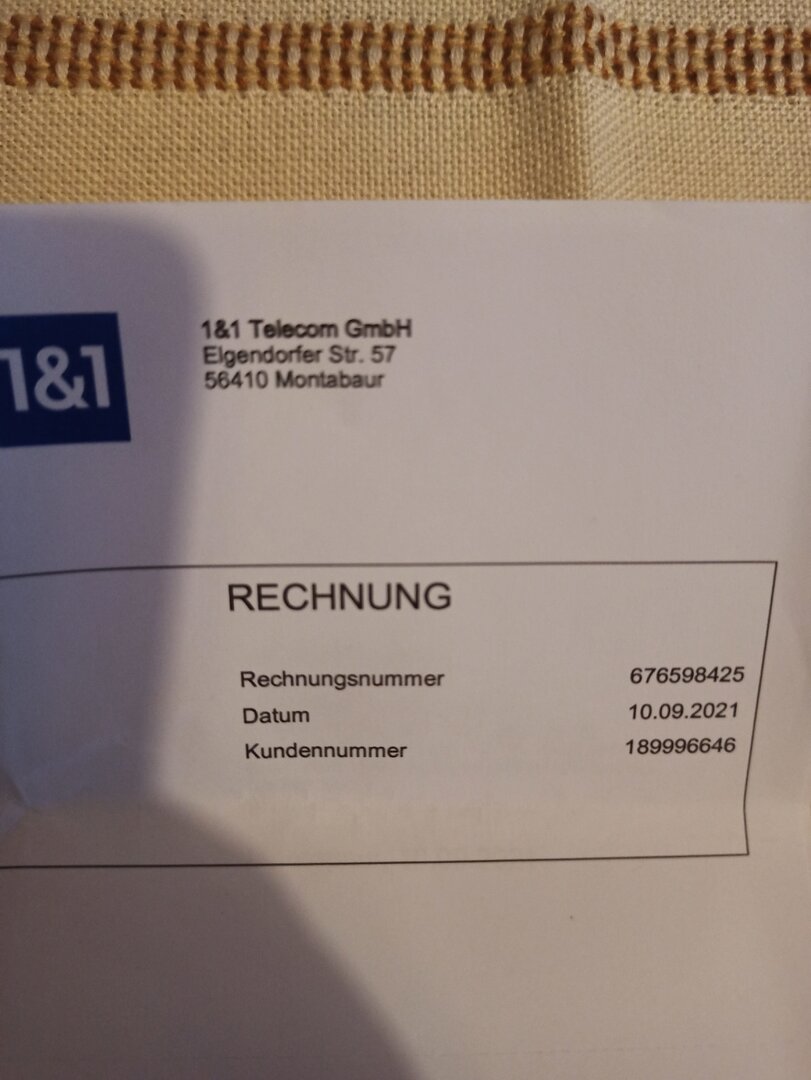 1&1
1&1 Telecom GmbH
Elgendorfer Str. 57
56410 Montabaur
RECHNUNG
Rechnungsnummer 676598425
Datum 10.09.2021
Kundennummer 189996646